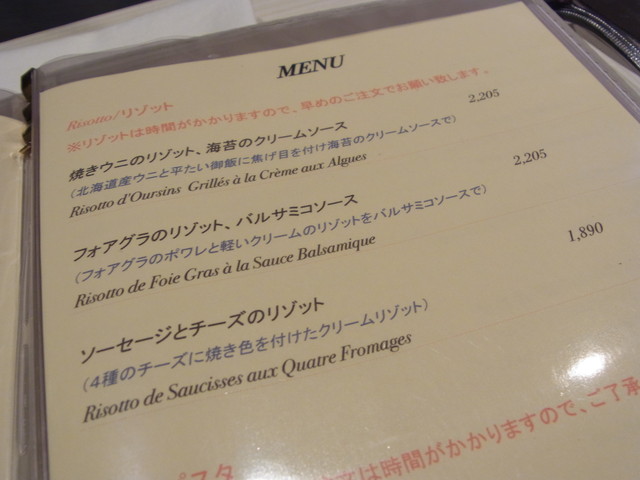 MENU
Risotto/リゾット
※リゾットは時間がかかりますので、早めのご注文でお願い致します。
焼きウニのリゾット、海苔のクリームソース 2,205
（北海道産ウニと平たい御飯に焦げ目を付け海苔のクリームソースで）
Risotto d'Oursins Grillés à la Crème aux Algues
フォアグラのリゾット、バルサミコソース 2,205
（フォアグラのポワレと軽いクリームのリゾットをバルサミコソースで）
Risotto de Foie Gras à la Sauce Balsamique
ソーセージとチーズのリゾット 1,890
（4種のチーズに焼き色を付けたクリームリゾット）
Risotto de Saucisses aux Quatre Fromages
パスタ 文は時間がかかりますので、ご了承